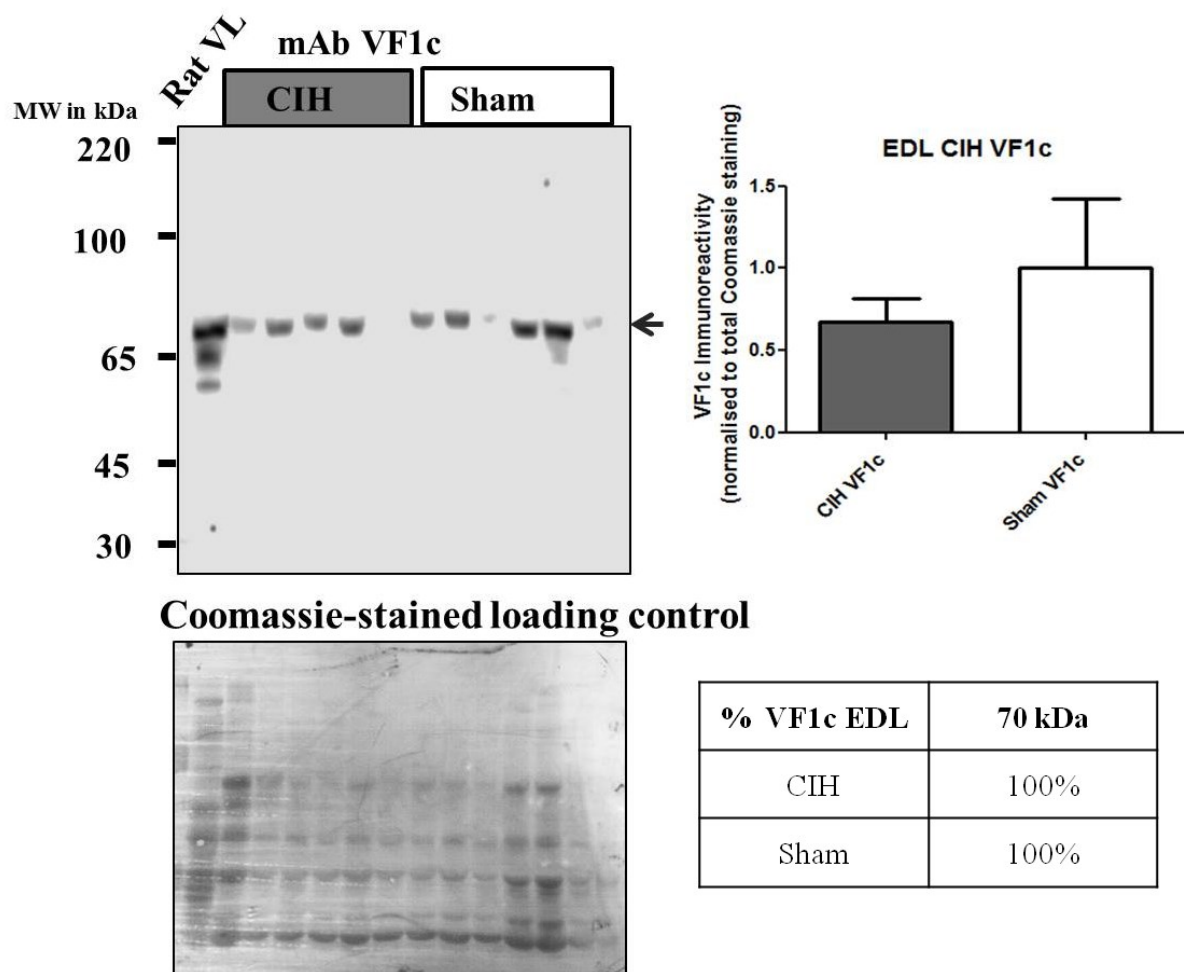 Rat VL
mAb VF1c
CIH
Sham
MW in kDa
220
100
65
45
30
EDL CIH VF1c
VF1c Immunoreactivity
(normalised to total Coomassie staining)
1.5
1.0
0.5
0.0
CIH VF1c
Sham VF1c
Coomassie-stained loading control
% VF1c EDL 70 kDa
CIH 100%
Sham 100%